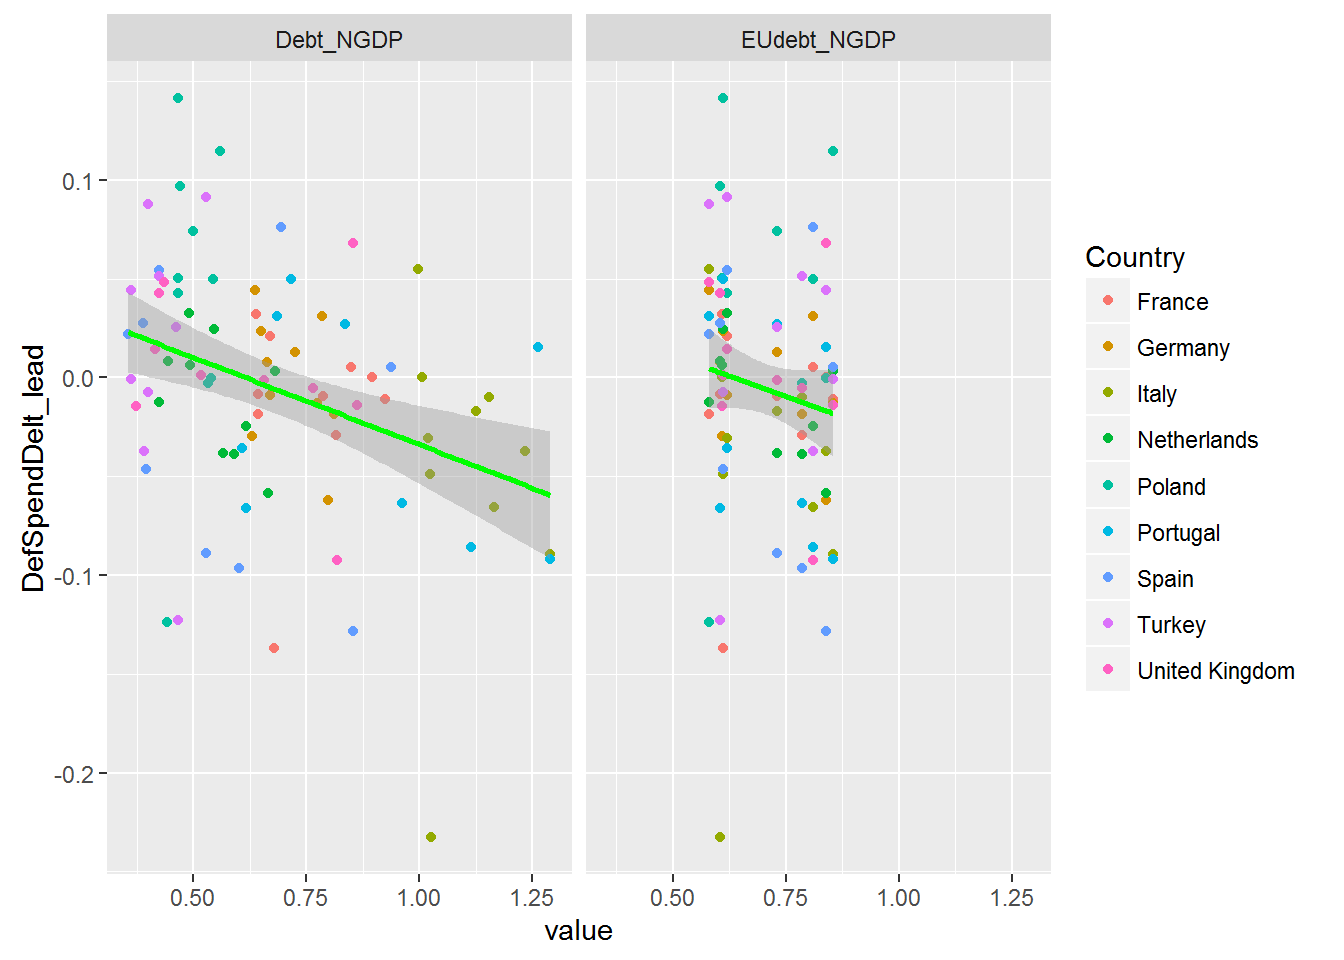 Debt_NGDP
EUdebt_NGDP
DefSpendDelt_lead
0.1
0.0
-0.1
-0.2
0.50 0.75 1.00 1.25
0.50 0.75 1.00 1.25
value
Country
France
Germany
Italy
Netherlands
Poland
Portugal
Spain
Turkey
United Kingdom